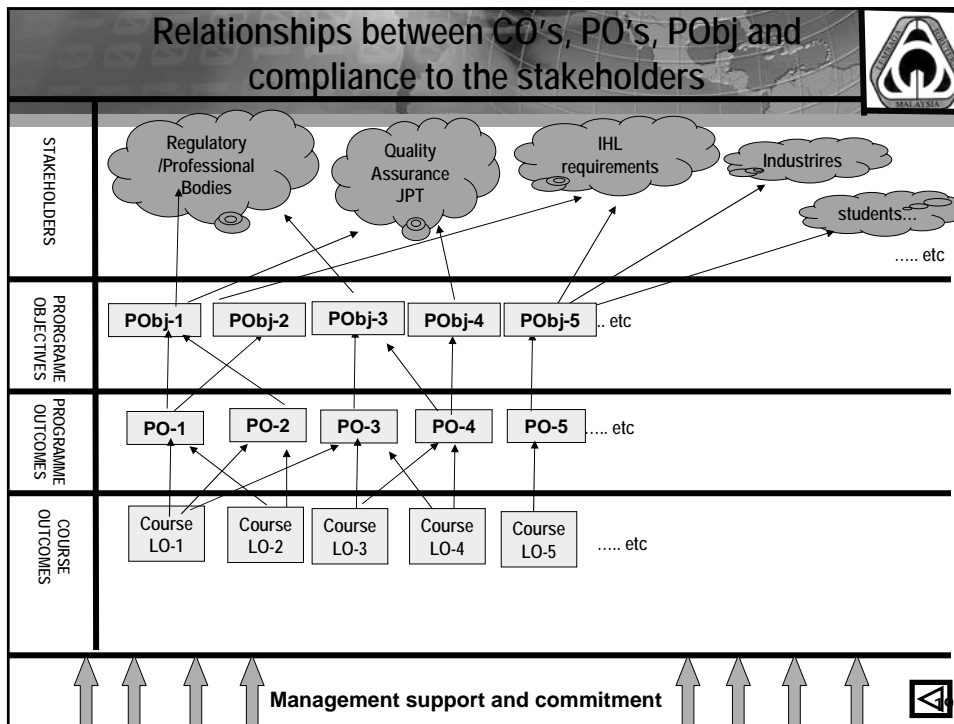 Relationships between CO's, PO's, PObj and
compliance to the stakeholders
MALAYSIA
STAKEHOLDERS
Regulatory
/Professional
Bodies
Quality
Assurance
JPT
IHL
requirements
Industrires
students...
….. etc
PRORGRAME
OBJECTIVES
PObj-1
PObj-2
PObj-3
PObj-4
PObj-5
.. etc
PROGRAMME
OUTCOMES
PO-1
PO-2
PO-3
PO-4
PO-5
….. etc
COURSE
OUTCOMES
Course
LO-1
Course
LO-2
Course
LO-3
Course
LO-4
Course
LO-5
….. etc
Management support and commitment